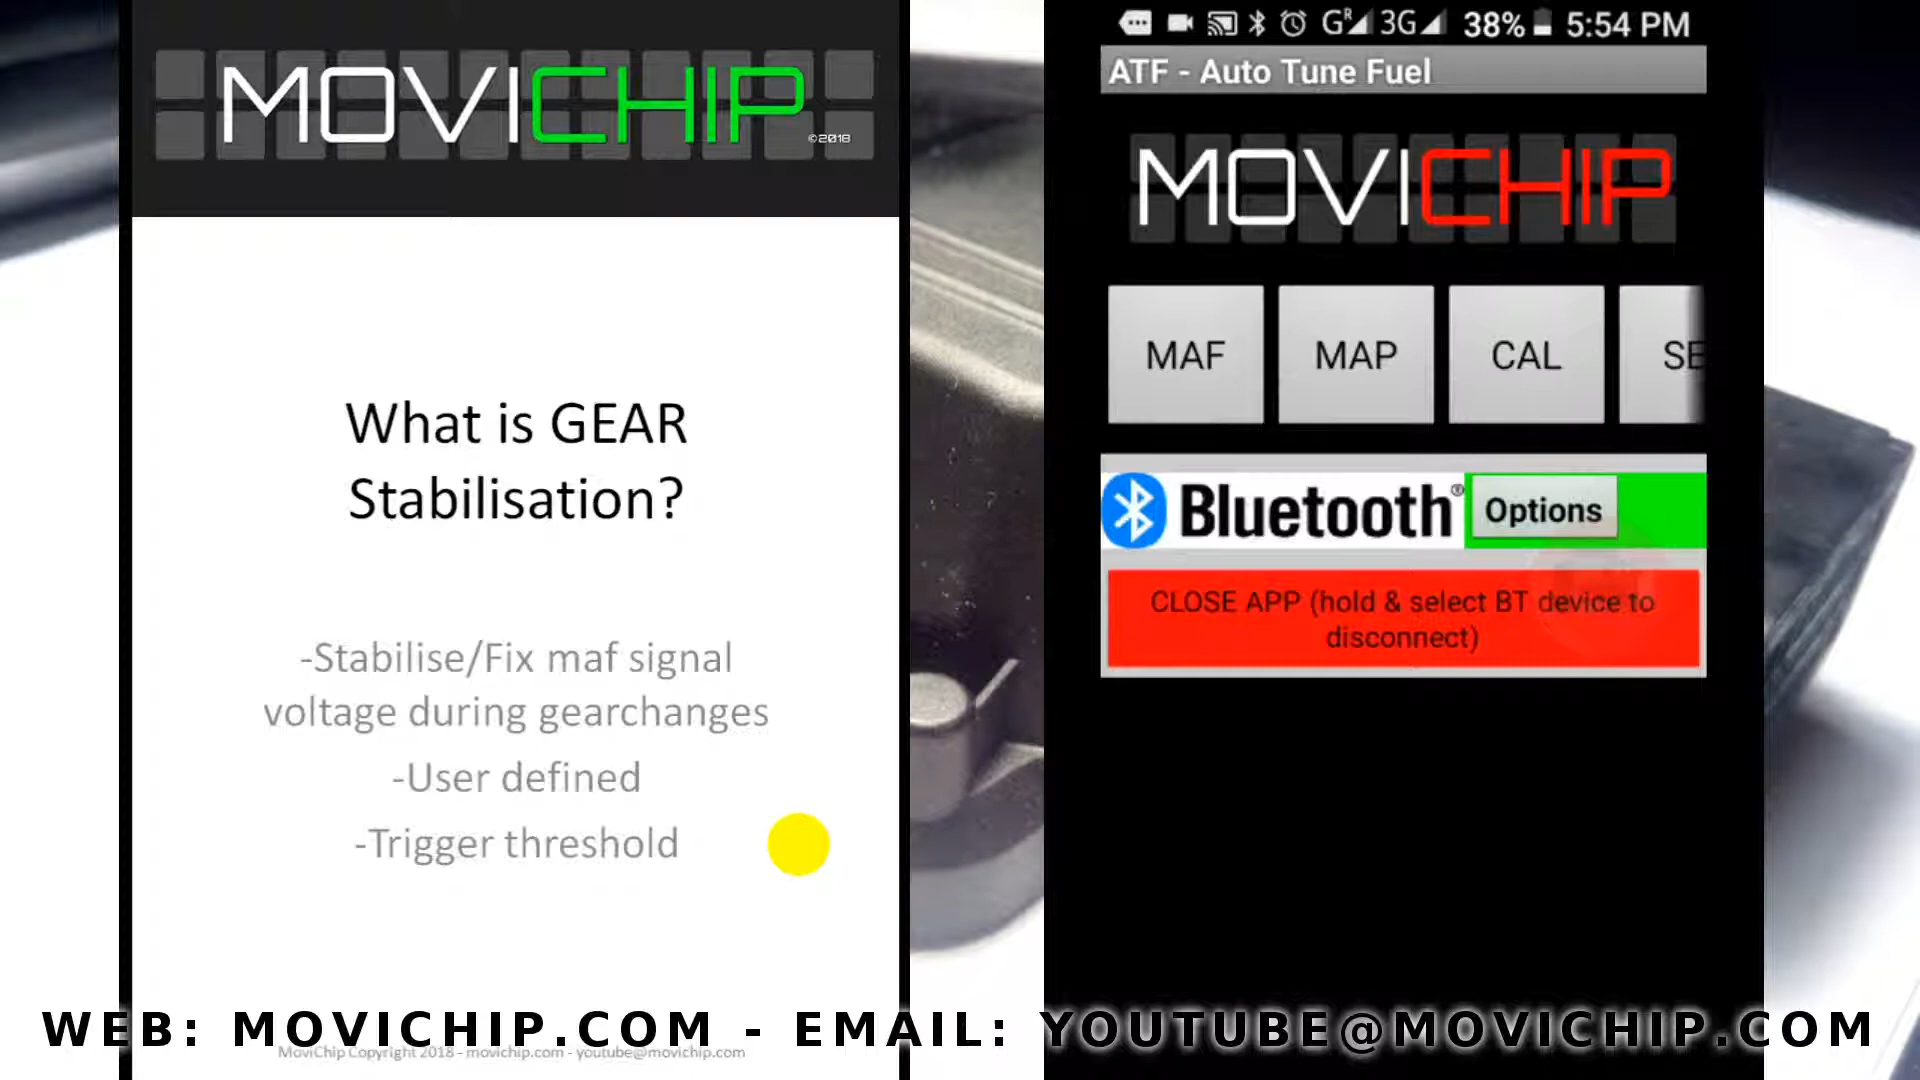 MOVICHIP
©2018
What is GEAR
Stabilisation?
-Stabilise/Fix maf signal
voltage during gearchanges
-User defined
-Trigger threshold
MoviChip Copyright 2018 - movichip.com - youtube@movichip.com
G R 3G 38% 5:54 PM
ATF - Auto Tune Fuel
MOVICHIP
MAF MAP CAL SE
Bluetooth® Options
CLOSE APP (hold & select BT device to
disconnect)
WEB: MOVICHIP.COM - EMAIL: YOUTUBE@MOVICHIP.COM